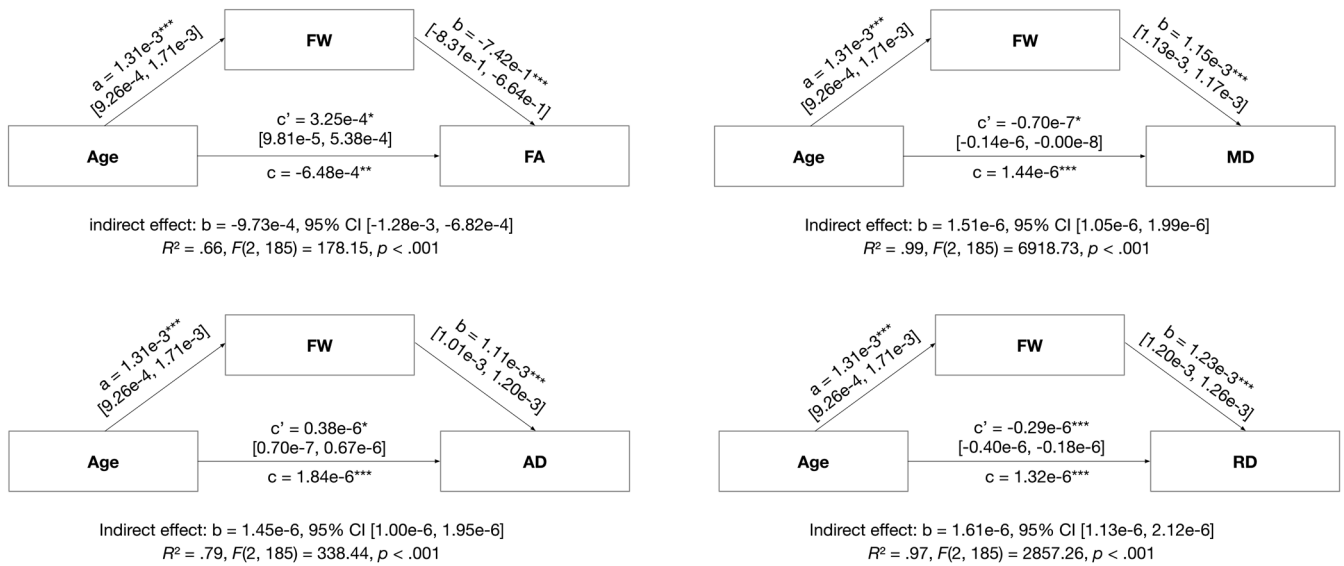 a = 1.31e-3***
[9.26e-4, 1.71e-3]
FW
b = -7.42e-1***
[-8.31e-1, -6.64e-1]
Age
c’ = 3.25e-4*
[9.81e-5, 5.38e-4]
c = -6.48e-4**
FA
indirect effect: b = -9.73e-4, 95% CI [-1.28e-3, -6.82e-4]
R² = .66, F(2, 185) = 178.15, p < .001
a = 1.31e-3***
[9.26e-4, 1.71e-3]
FW
b = 1.15e-3***
[1.13e-3, 1.17e-3]
Age
c’ = -0.70e-7*
[-0.14e-6, -0.00e-8]
c = 1.44e-6***
MD
Indirect effect: b = 1.51e-6, 95% CI [1.05e-6, 1.99e-6]
R² = .99, F(2, 185) = 6918.73, p < .001
a = 1.31e-3***
[9.26e-4, 1.71e-3]
FW
b = 1.11e-3***
[1.01e-3, 1.20e-3]
Age
c’ = 0.38e-6*
[0.70e-7, 0.67e-6]
c = 1.84e-6***
AD
Indirect effect: b = 1.45e-6, 95% CI [1.00e-6, 1.95e-6]
R² = .79, F(2, 185) = 338.44, p < .001
a = 1.31e-3***
[9.26e-4, 1.71e-3]
FW
b = 1.23e-3***
[1.20e-3, 1.26e-3]
Age
c’ = -0.29e-6***
[-0.40e-6, -0.18e-6]
c = 1.32e-6***
RD
Indirect effect: b = 1.61e-6, 95% CI [1.13e-6, 2.12e-6]
R² = .97, F(2, 185) = 2857.26, p < .001